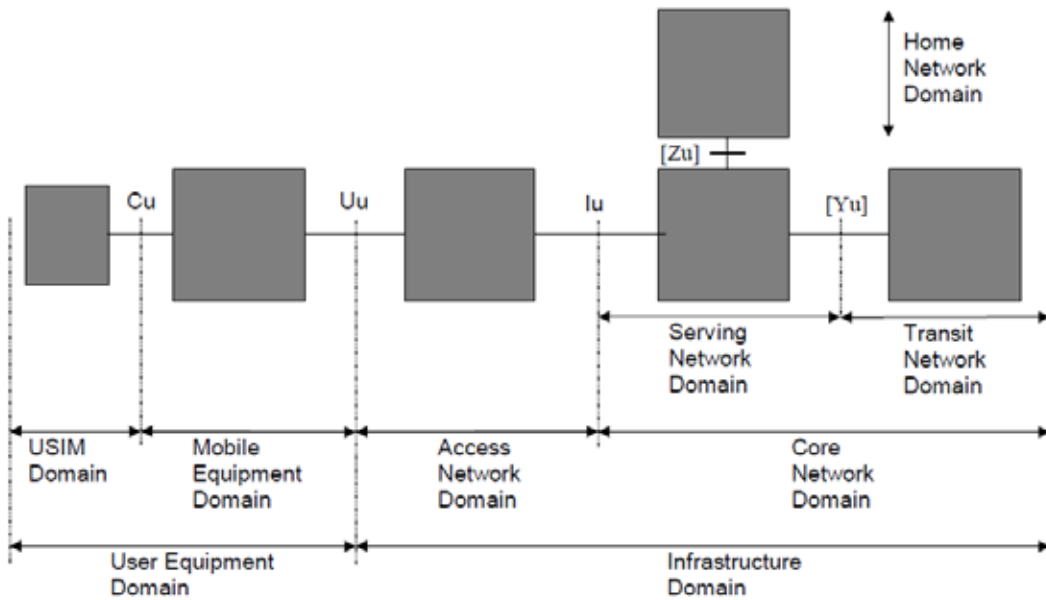 Home
Network
Domain
[Zu]
Cu
Uu
Iu
[Yu]
Serving
Network
Domain
Transit
Network
Domain
USIM
Domain
Mobile
Equipment
Domain
Access
Network
Domain
Core
Network
Domain
User Equipment
Domain
Infrastructure
Domain